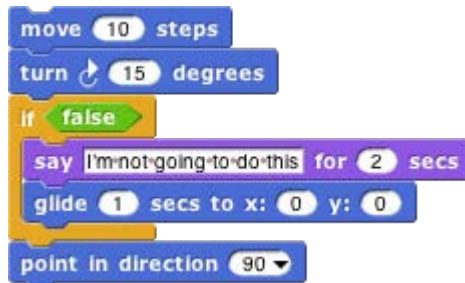 move 10 steps
turn 15 degrees
if false
say I'm not going to do this for 2 secs
glide 1 secs to x: 0 y: 0
point in direction 90